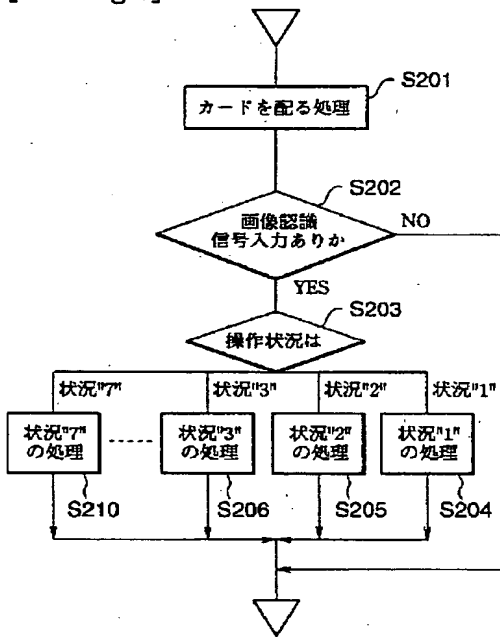 S201
カードを配る処理
S202
画像認識
信号入力ありか
NO
YES
S203
操作状況は
状況"7"
状況"3"
状況"2"
状況"1"
状況"7"
の処理
状況"3"
の処理
状況"2"
の処理
状況"1"
の処理
S210
S206
S205
S204